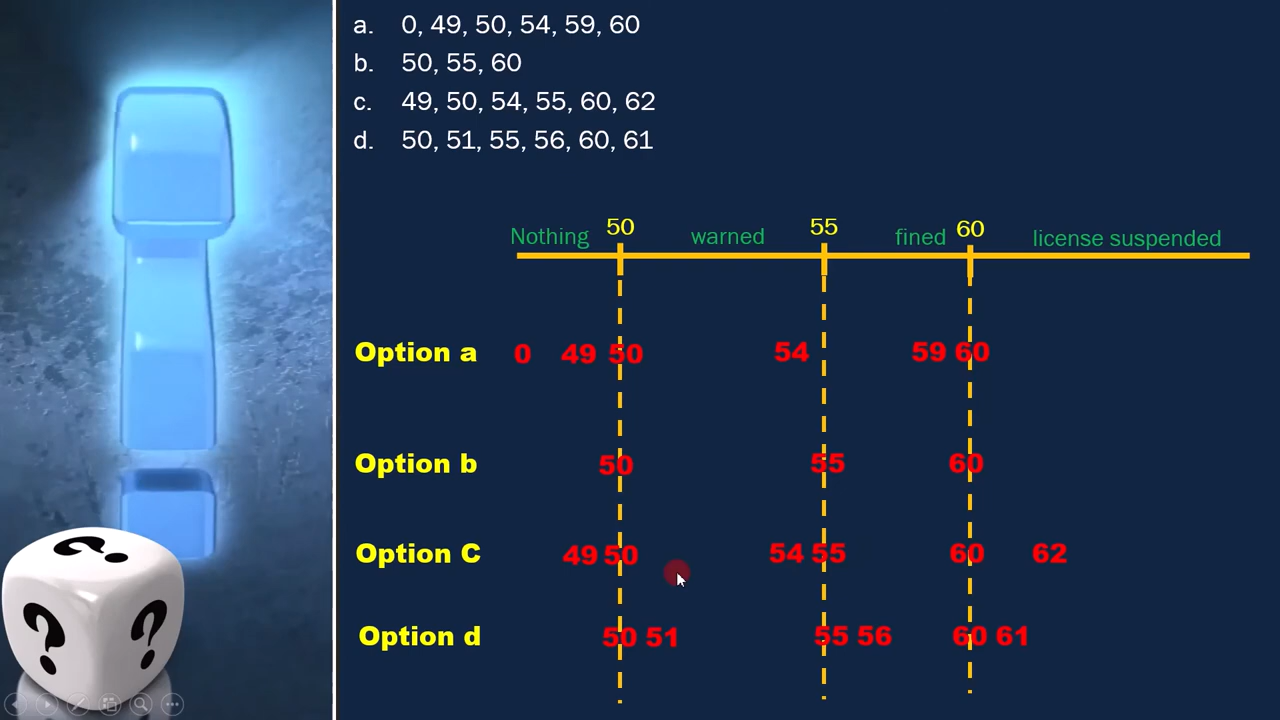 a. 0, 49, 50, 54, 59, 60
b. 50, 55, 60
c. 49, 50, 54, 55, 60, 62
d. 50, 51, 55, 56, 60, 61
Nothing 50 warned 55 fined 60 license suspended
Option a 0 49 50 54 59 60
Option b 50 55 60
Option C 49 50 54 55 60 62
Option d 50 51 55 56 60 61
? ? ?